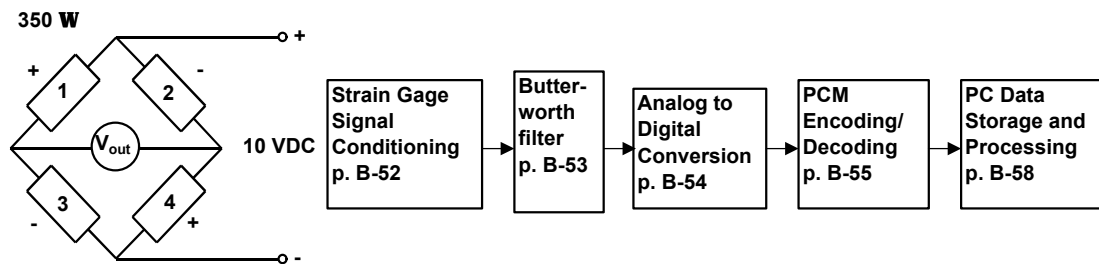 350 W
+
-
1
2
Vout
3
4
-
+
+
10 VDC
-
Strain Gage
Signal
Conditioning
p. B-52
Butter-
worth
filter
p. B-53
Analog to
Digital
Conversion
p. B-54
PCM
Encoding/
Decoding
p. B-55
PC Data
Storage and
Processing
p. B-58